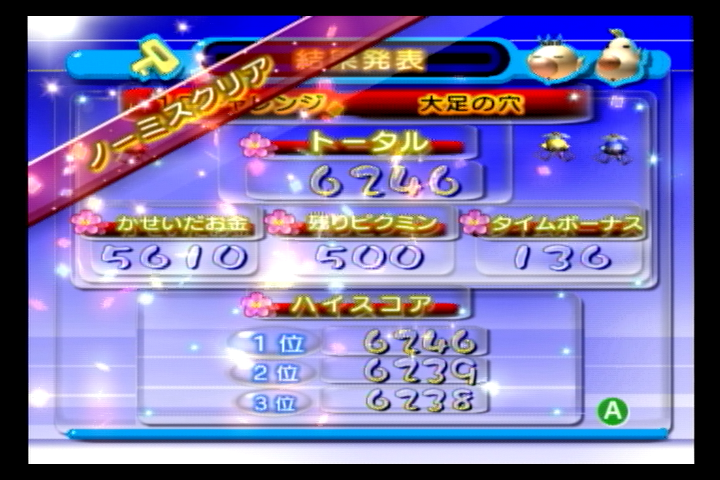 結果発表
ノーミスクリア
チャレンジ 大足の穴
トータル
6246
かせいだお金 残りピクミン タイムボーナス
5610 500 136
ハイスコア
1位 6246
2位 6239
3位 6238
A